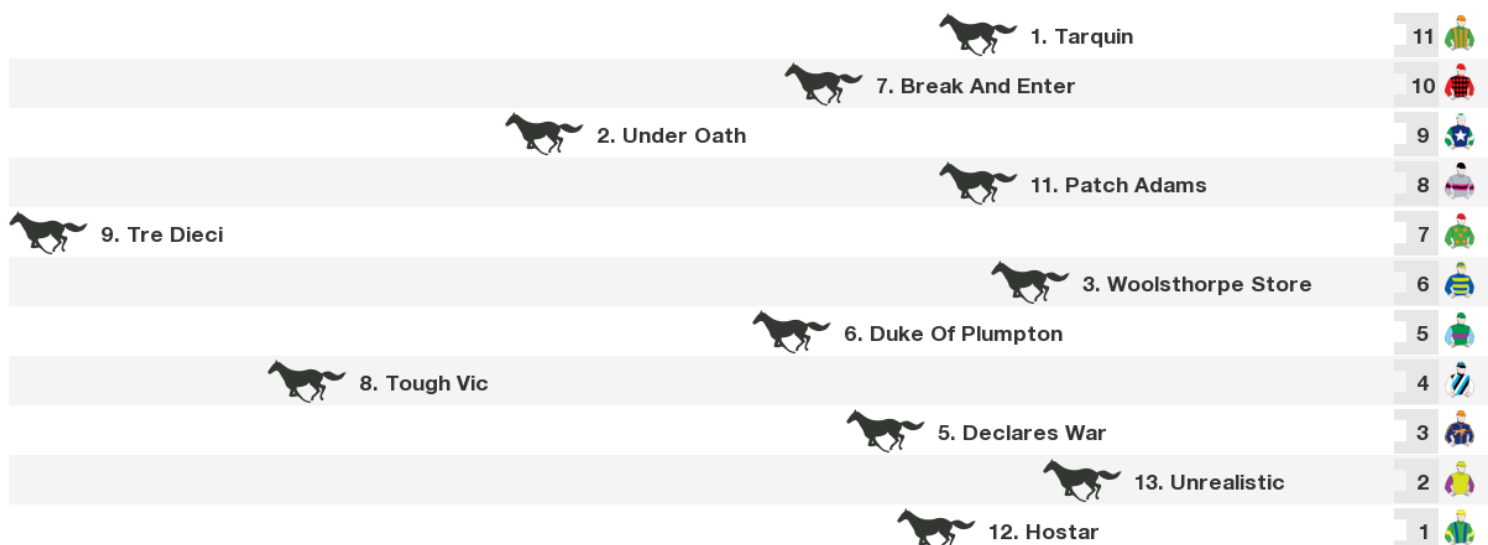 1. Tarquin 11
7. Break And Enter 10
2. Under Oath 9
11. Patch Adams 8
9. Tre Dieci 7
3. Woolsthorpe Store 6
6. Duke Of Plumpton 5
8. Tough Vic 4
5. Declares War 3
13. Unrealistic 2
12. Hostar 1